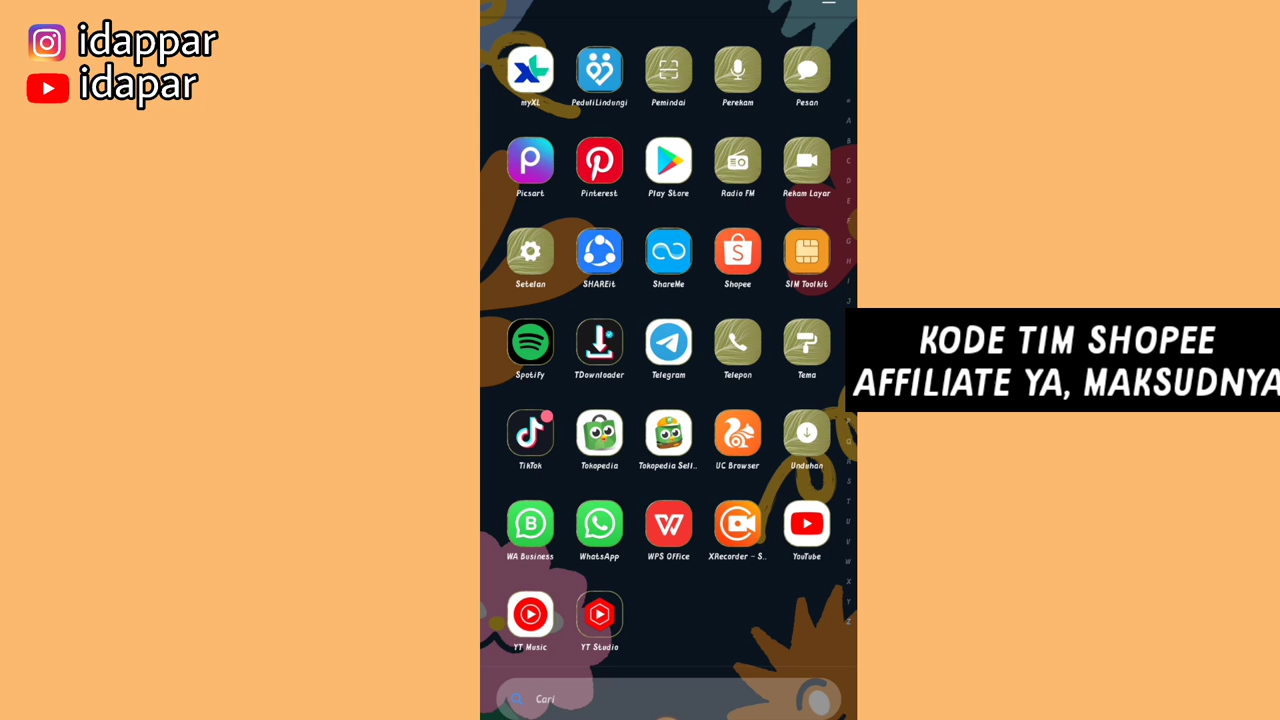 idappar
idapar
myXL
PeduliLindungi
Pemindai
Perekam
Pesan
Picsart
Pinterest
Play Store
Radio FM
Rekam Layar
Setelan
SHAREit
ShareMe
Shopee
SIM Toolkit
Spotify
TDownloader
Telegram
Telepon
Tema
KODE TIM SHOPEE
AFFILIATE YA, MAKSUDNYA
TikTok
Tokopedia
Tokopedia Sell..
UC Browser
Unduhan
WA Business
WhatsApp
WPS Office
XRecorder - S..
YouTube
YT Music
YT Studio
Cari